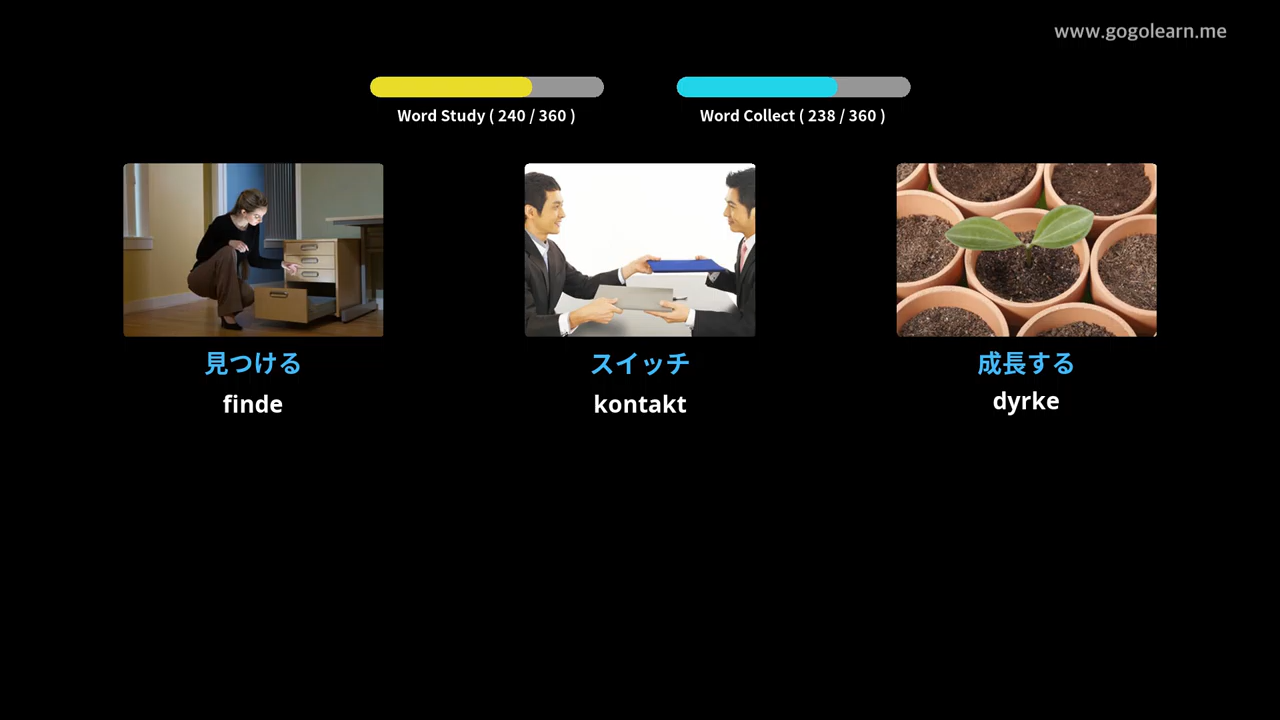 www.gogolearn.me
Word Study ( 240 / 360 )
Word Collect ( 238 / 360 )
見つける
スイッチ
成長する
finde
kontakt
dyrke